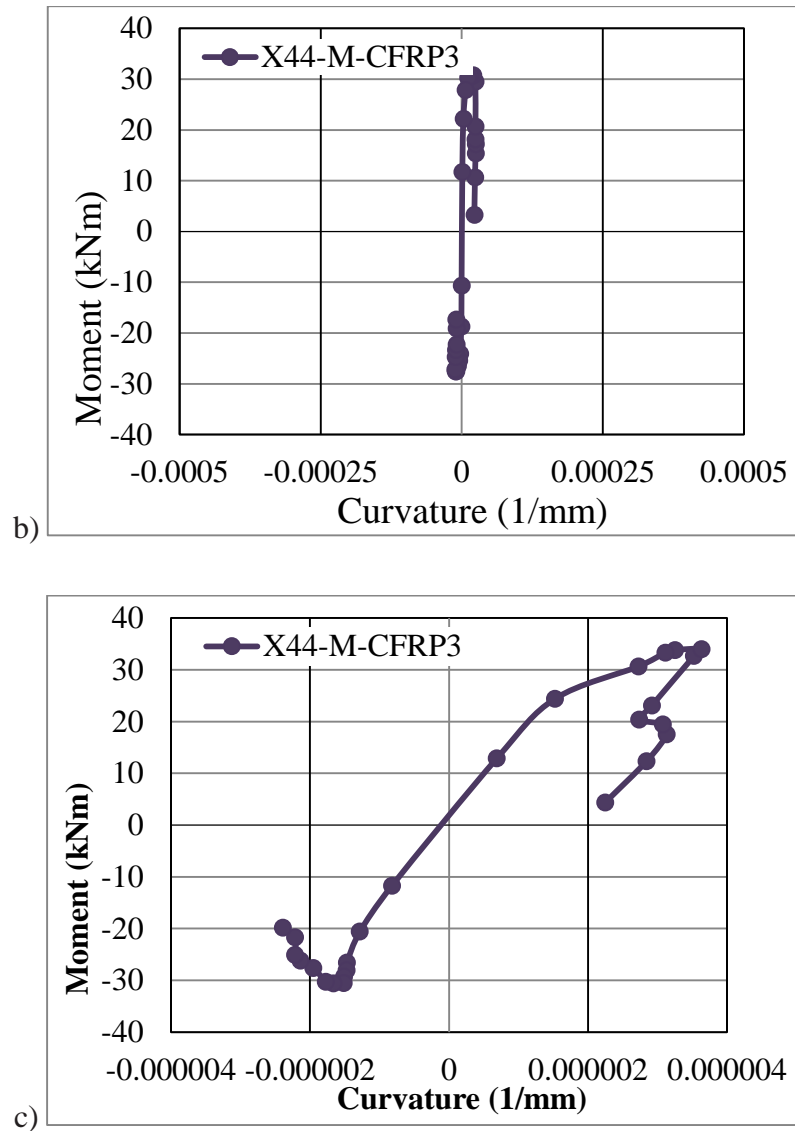 40
X44-M-CFRP3
30
20
10
0
-10
-20
-30
-40
Moment (kNm)
-0.0005 -0.00025 0 0.00025 0.0005
Curvature (1/mm)
b)
40
X44-M-CFRP3
30
20
10
0
-10
-20
-30
-40
Moment (kNm)
-0.000004 -0.000002 0 0.000002 0.000004
Curvature (1/mm)
c)